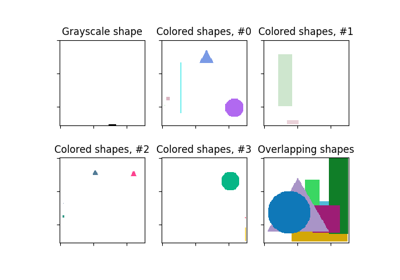 Grayscale shape
Colored shapes, #0
Colored shapes, #1
Colored shapes, #2
Colored shapes, #3
Overlapping shapes